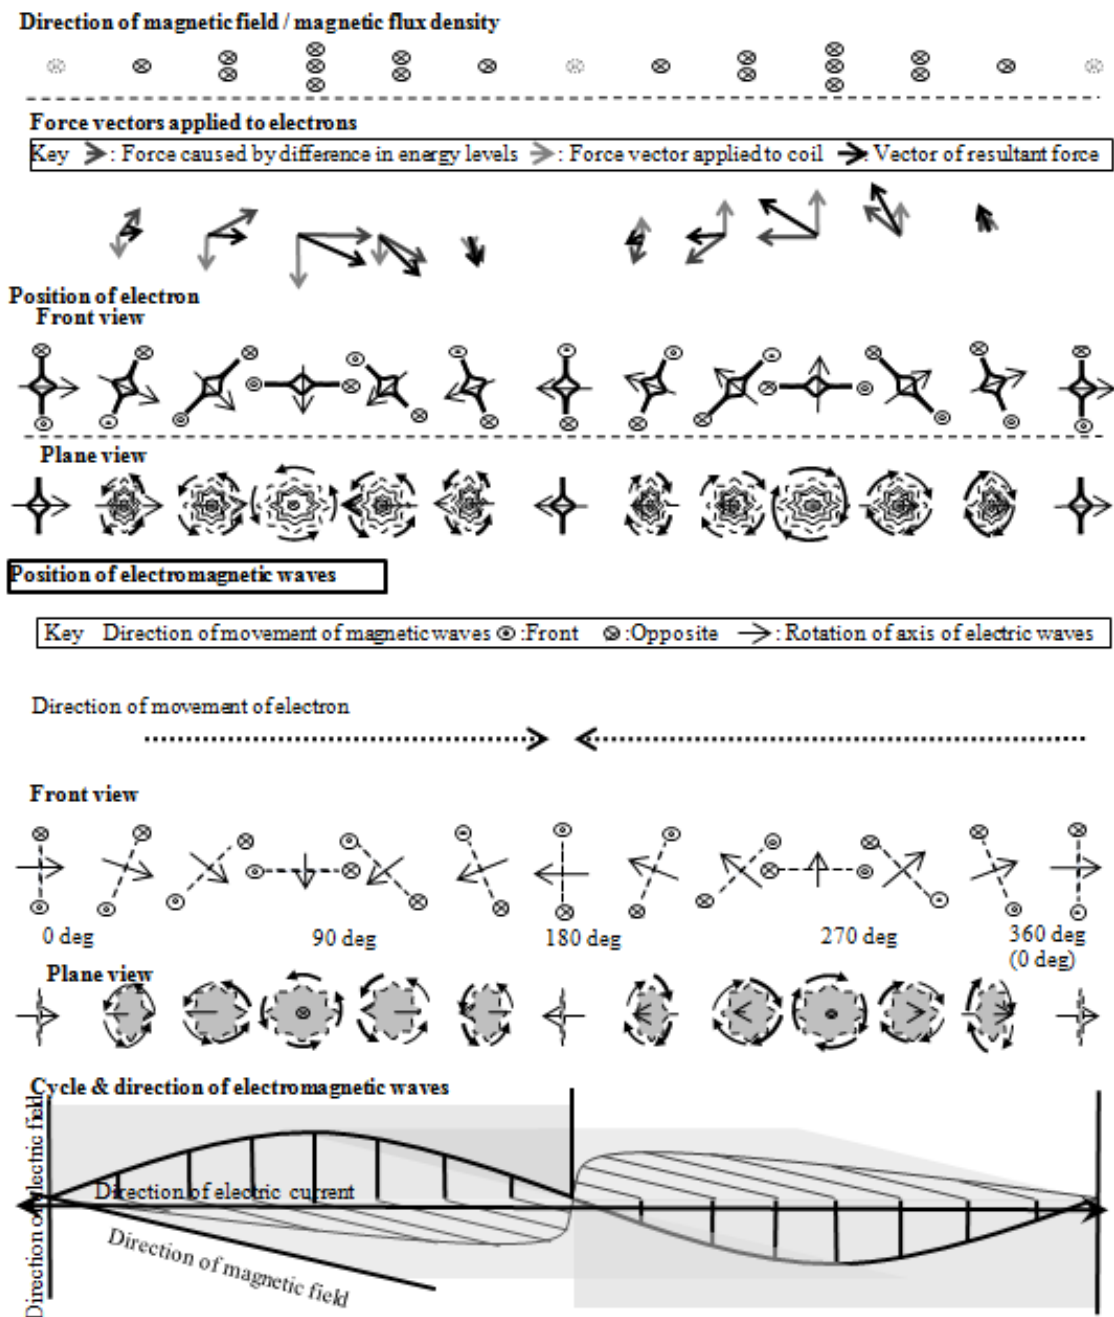 Direction of magnetic field / magnetic flux density
Force vectors applied to electrons
Key : Force caused by difference in energy levels : Force vector applied to coil : Vector of resultant force
Position of electron
Front view
Plane view
Position of electromagnetic waves
Key Direction of movement of magnetic waves :Front :Opposite : Rotation of axis of electric waves
Direction of movement of electron
Front view
0 deg 90 deg 180 deg 270 deg 360 deg
(0 deg)
Plane view
Cycle & direction of electromagnetic waves
Direction of electric field
Direction of electric current
Direction of magnetic field